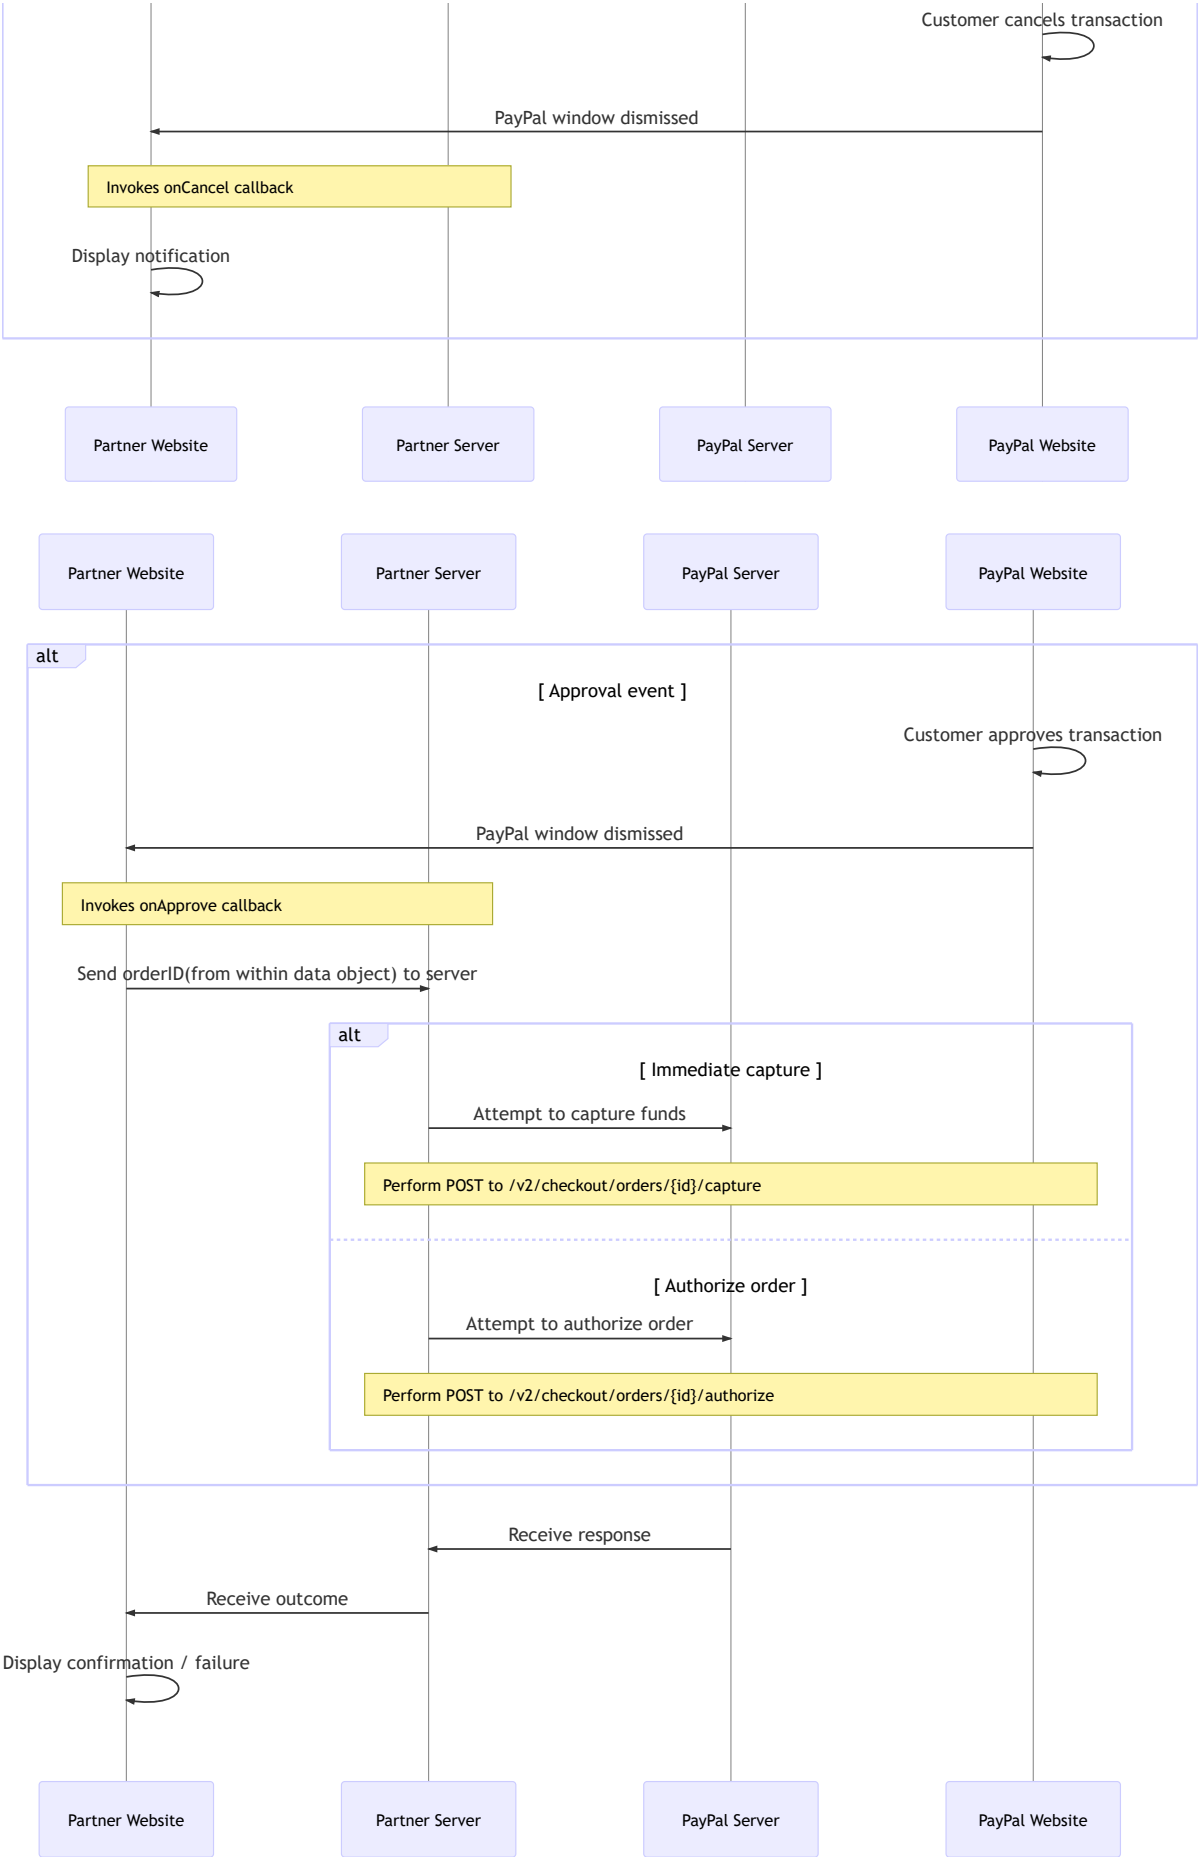 Customer cancels transaction
PayPal window dismissed
Invokes onCancel callback
Display notification
Partner Website
Partner Server
PayPal Server
PayPal Website
Partner Website
Partner Server
PayPal Server
PayPal Website
alt
[ Approval event ]
Customer approves transaction
PayPal window dismissed
Invokes onApprove callback
Send orderID(from within data object) to server
alt
[ Immediate capture ]
Attempt to capture funds
Perform POST to /v2/checkout/orders/{id}/capture
[ Authorize order ]
Attempt to authorize order
Perform POST to /v2/checkout/orders/{id}/authorize
Receive response
Receive outcome
Display confirmation / failure
Partner Website
Partner Server
PayPal Server
PayPal Website